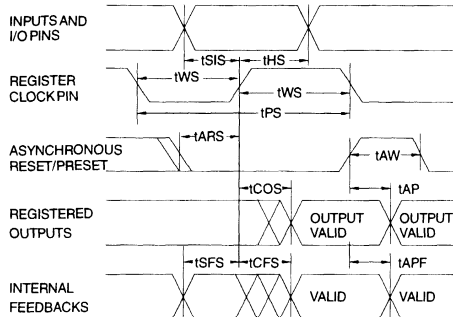 INPUTS AND
I/O PINS
tSIS
tHS
REGISTER
CLOCK PIN
tWS
tWS
tPS
ASYNCHRONOUS
RESET/PRESET
tARS
tAW
REGISTERED
OUTPUTS
tCOS
tAP
OUTPUT
VALID
OUTPUT
VALID
INTERNAL
FEEDBACKS
tSFS
tCFS
tAPF
VALID
VALID